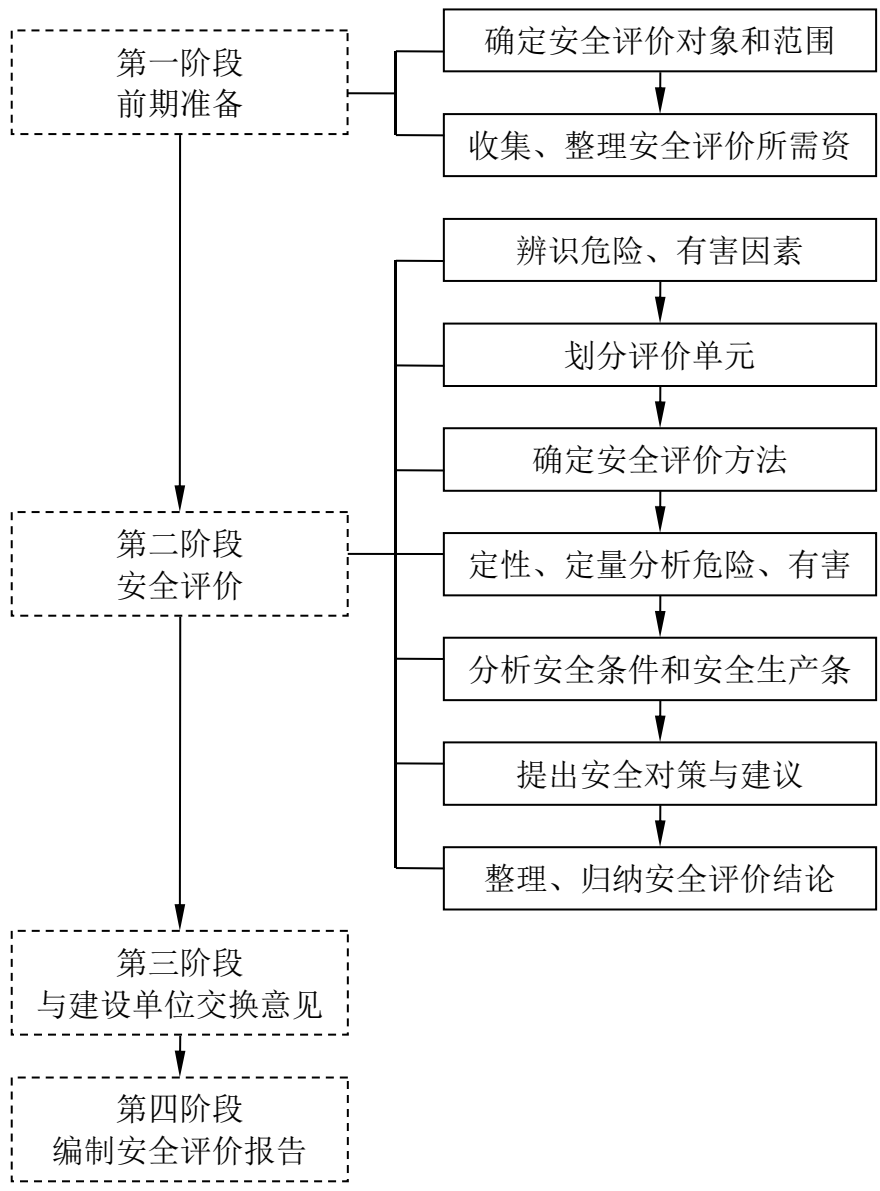 第一阶段
前期准备
确定安全评价对象和范围
收集、整理安全评价所需资
辨识危险、有害因素
划分评价单元
确定安全评价方法
第二阶段
安全评价
定性、定量分析危险、有害
分析安全条件和安全生产条
提出安全对策与建议
整理、归纳安全评价结论
第三阶段
与建设单位交换意见
第四阶段
编制安全评价报告